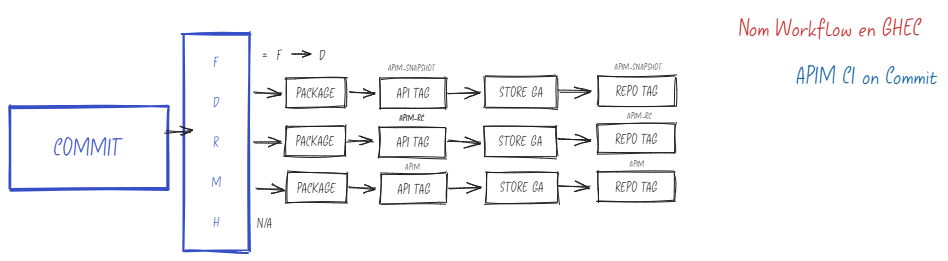 Nom Workflow en GHEC
APIM CI on Commit
COMMIT
F
= F → D
D
APIM-SNAPSHOT
APIM-SNAPSHOT
PACKAGE
API TAG
STORE GA
REPO TAG
R
APIM-RC
APIM-RC
PACKAGE
API TAG
STORE GA
REPO TAG
M
APIM
APIM
PACKAGE
API TAG
STORE GA
REPO TAG
H
N/A